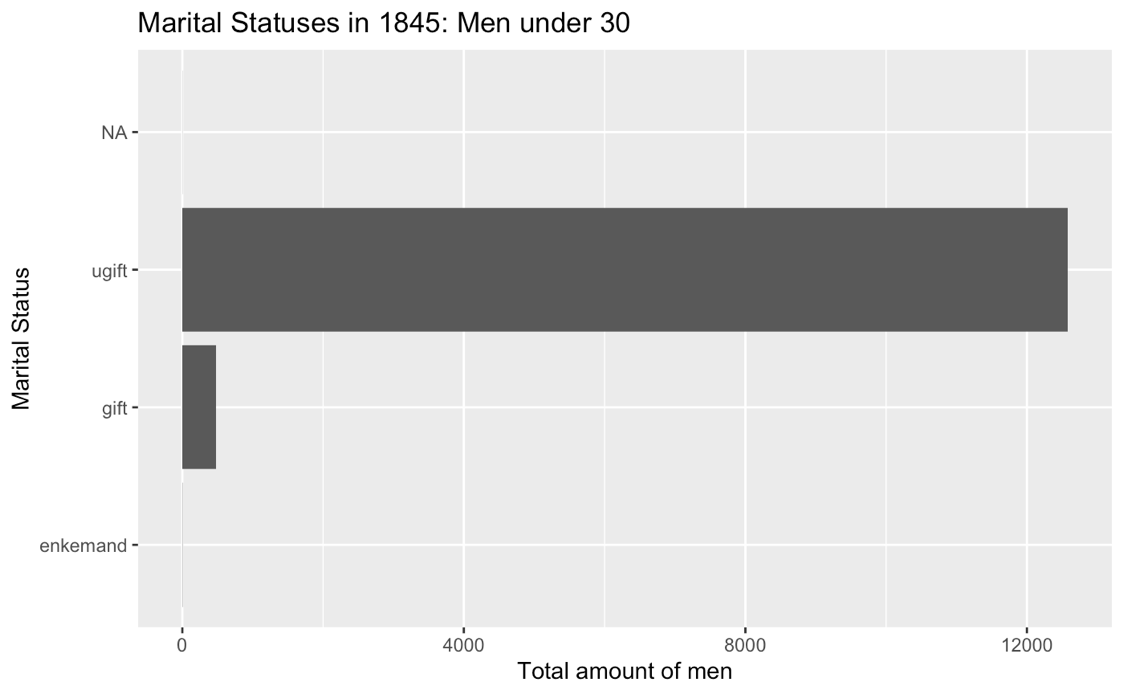 Marital Statuses in 1845: Men under 30
Marital Status
NA
ugift
gift
enkemand
0 4000 8000 12000
Total amount of men